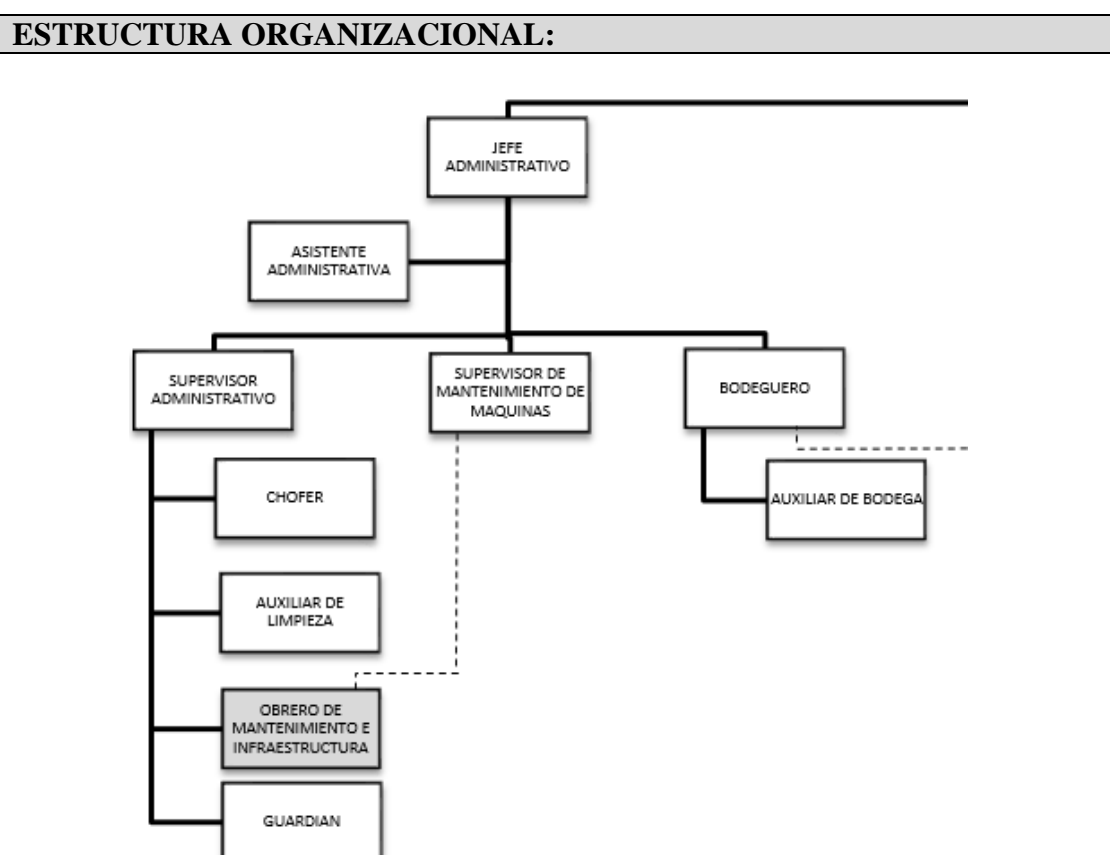 ESTRUCTURA ORGANIZACIONAL:
JEFE
ADMINISTRATIVO
ASISTENTE
ADMINISTRATIVA
SUPERVISOR
ADMINISTRATIVO
SUPERVISOR DE
MANTENIMIENTO DE
MAQUINAS
BODEGUERO
CHOFER
AUXILIAR DE BODEGA
AUXILIAR DE
LIMPIEZA
OBRERO DE
MANTENIMIENTO E
INFRAESTRUCTURA
GUARDIAN